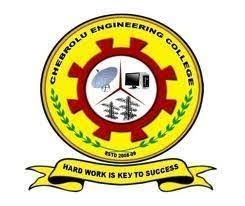 CHEBROLU ENGINEERING COLLEGE
ESTD 2008-09
HARD WORK IS KEY TO SUCCESS